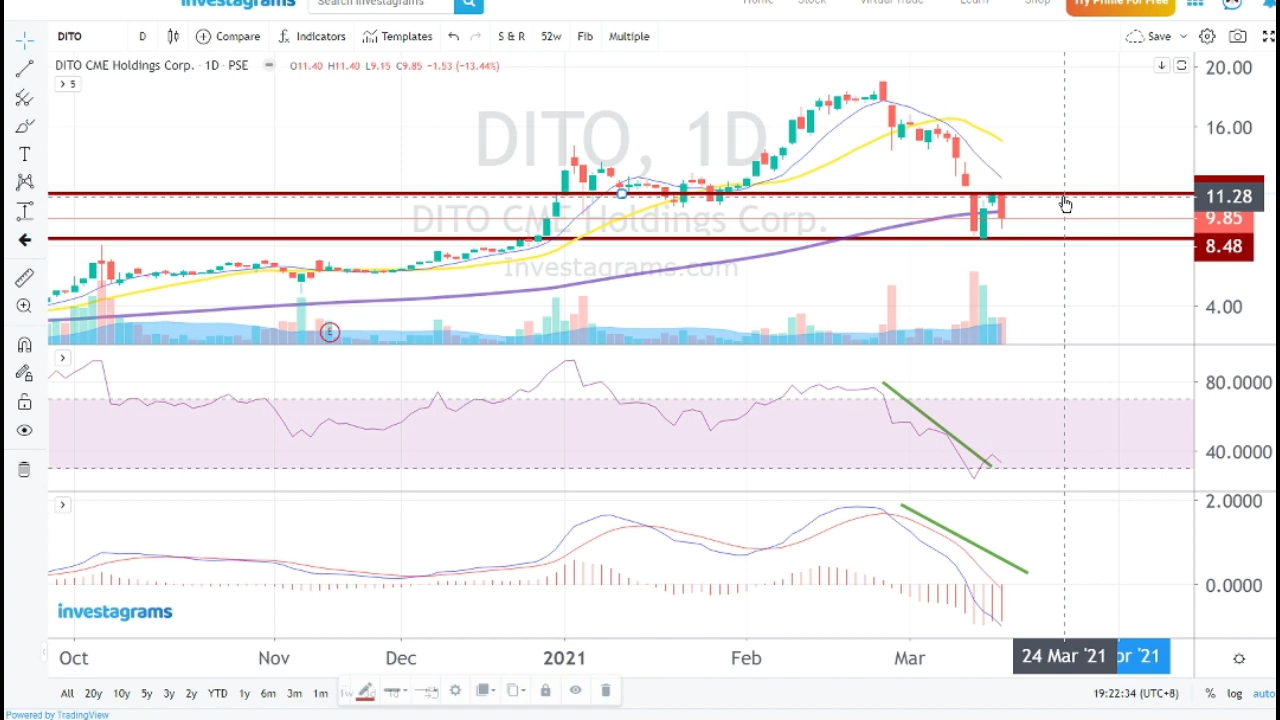 investagrams
Search Investagrams
Home Stock Virtual Trade Learn Shop Try Prime For Free
DITO D Compare Indicators Templates S & R 52w Fib Multiple Save
DITO CME Holdings Corp. · 1D · PSE O11.40 H11.40 L9.15 C9.85 −1.53 (−13.44%)
5
DITO, 1D
DITO CME Holdings Corp.
Investagrams.com
20.00
16.00
11.28
9.85
8.48
4.00
E
80.0000
40.0000
2.0000
0.0000
investagrams
Oct Nov Dec 2021 Feb Mar 24 Mar '21 pr '21
All 20y 10y 5y 3y 2y YTD 1y 6m 3m 1m 1w 1d 19:22:34 (UTC+8) % log auto
Powered by TradingView